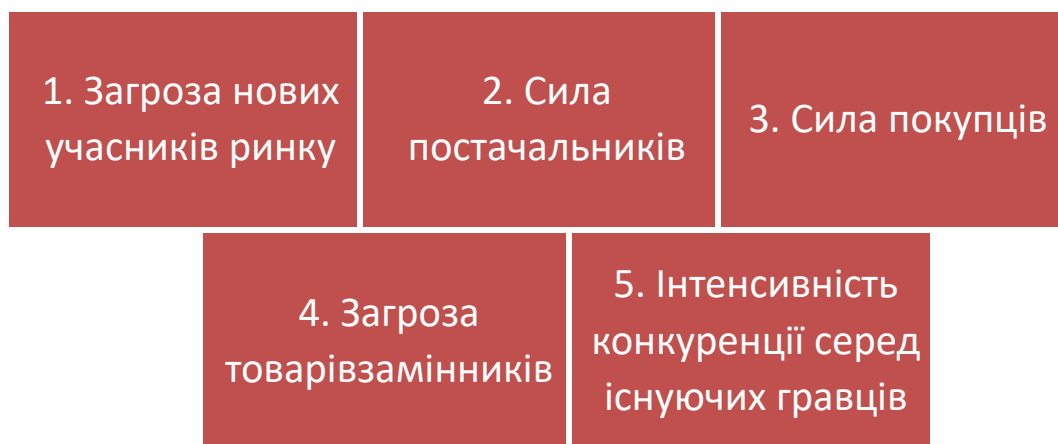 1. Загроза нових
учасників ринку
2. Сила
постачальників
3. Сила покупців
4. Загроза
товарівзамінників
5. Інтенсивність
конкуренції серед
існуючих гравців